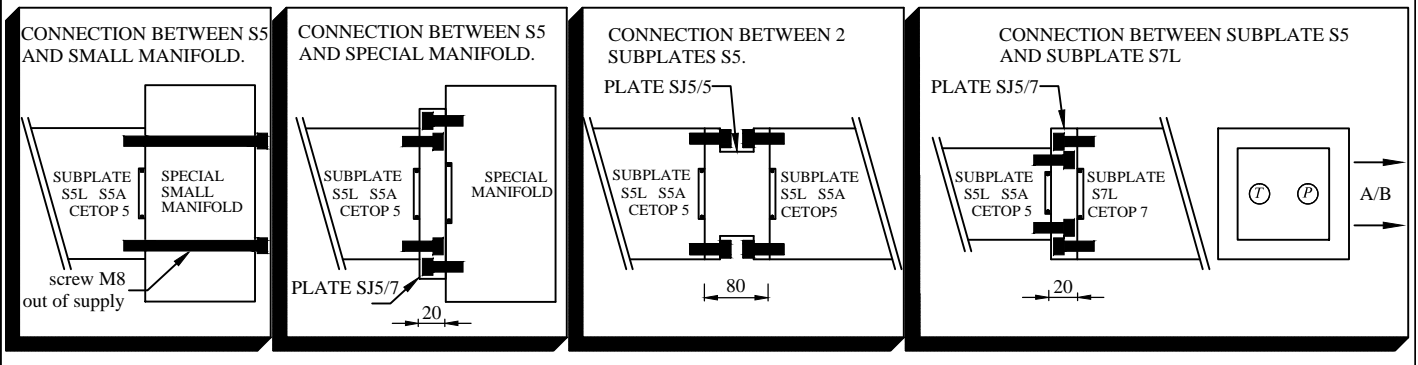 CONNECTION BETWEEN S5
AND SMALL MANIFOLD.
SUBPLATE
S5L S5A
CETOP 5
SPECIAL
SMALL
MANIFOLD
screw M8
out of supply
CONNECTION BETWEEN S5
AND SPECIAL MANIFOLD.
SUBPLATE
S5L S5A
CETOP 5
SPECIAL
MANIFOLD
PLATE SJ5/7
20
CONNECTION BETWEEN 2
SUBPLATES S5.
PLATE SJ5/5
SUBPLATE
S5L S5A
CETOP 5
SUBPLATE
S5L S5A
CETOP5
80
CONNECTION BETWEEN SUBPLATE S5
AND SUBPLATE S7L
PLATE SJ5/7
SUBPLATE
S5L S5A
CETOP 5
SUBPLATE
S7L
CETOP 7
20
T P
A/B